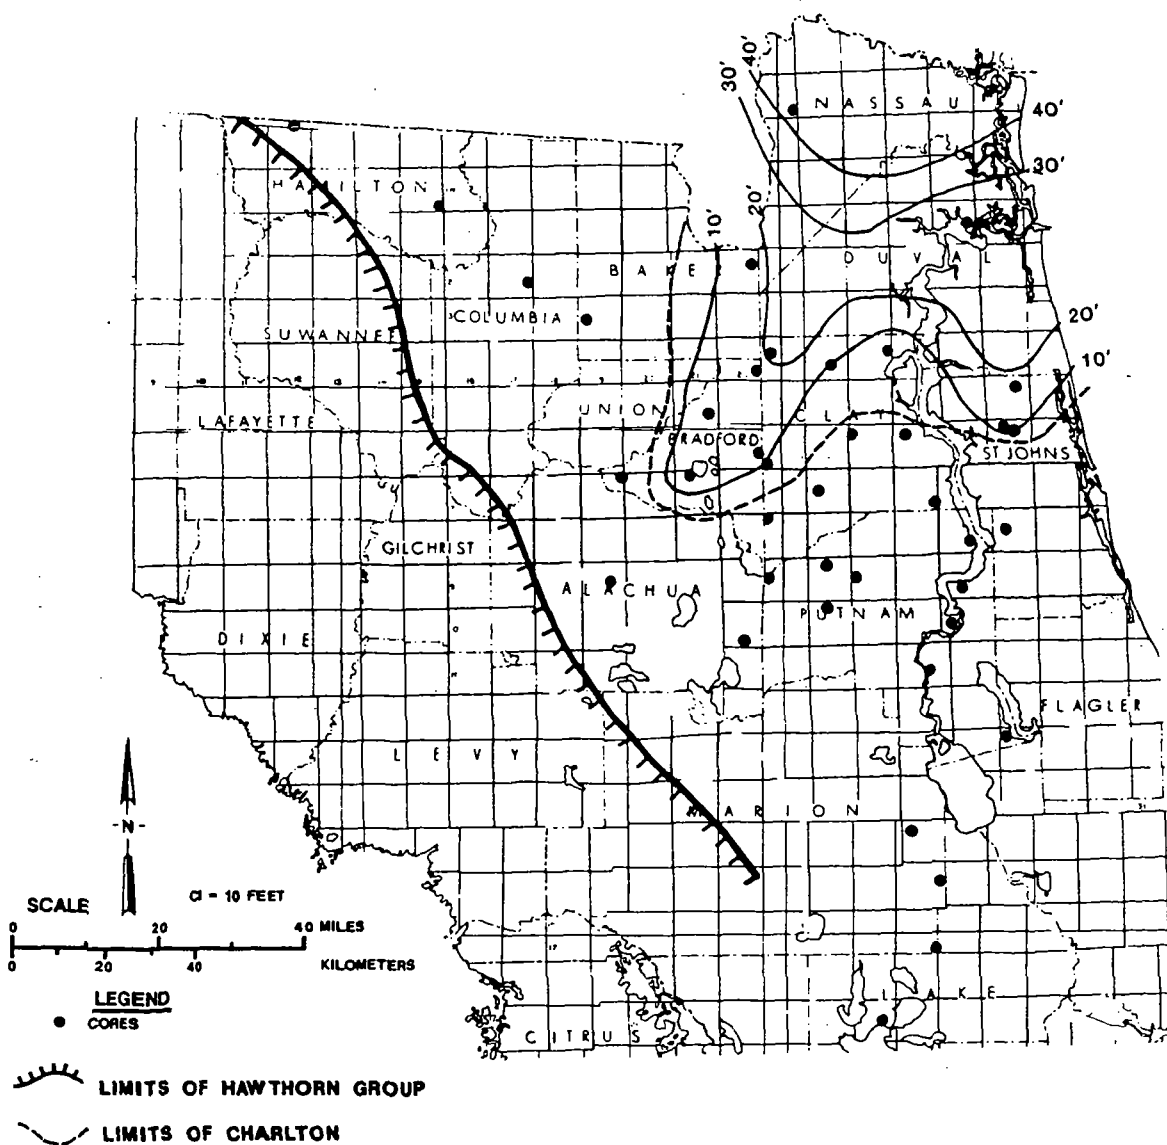 40'
30'
NASSAU
40'
30'
HAMILTON
20'
10'
DUVAL
BAKE
COLUMBIA
SUWANNEE
20'
10'
UNION
CLAY
LAFAYETTE
BRADFORD
ST JOHNS
GILCHRIST
ALACHUA
PUTNAM
DIXIE
FLAGLER
LEVY
MARION
-N-
SCALE
CI = 10 FEET
0 20 40 MILES
0 20 40 KILOMETERS
LAKE
LEGEND
CORES
CITRUS
LIMITS OF HAWTHORN GROUP
LIMITS OF CHARLTON